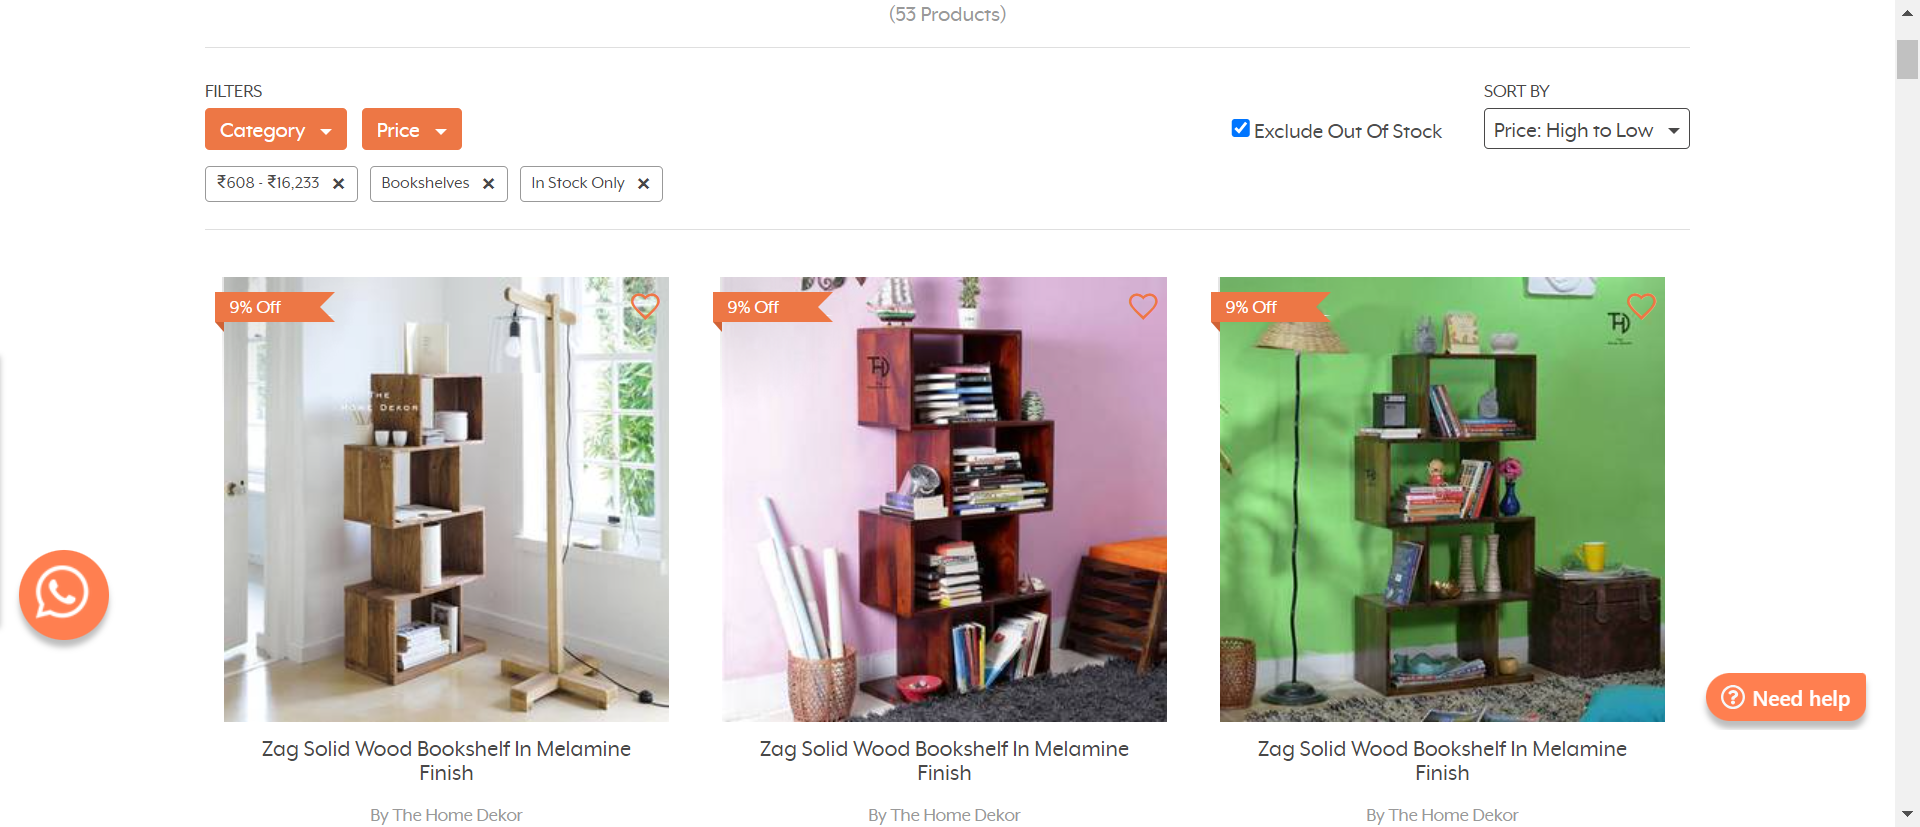 (53 Products)
FILTERS
SORT BY
Category
Price
Exclude Out Of Stock
Price: High to Low
₹608 - ₹16,233
Bookshelves
In Stock Only
9% Off
9% Off
9% Off
THE
HOME DEKOR
THD
THD
Need help
Zag Solid Wood Bookshelf In Melamine
Finish
Zag Solid Wood Bookshelf In Melamine
Finish
Zag Solid Wood Bookshelf In Melamine
Finish
By The Home Dekor
By The Home Dekor
By The Home Dekor